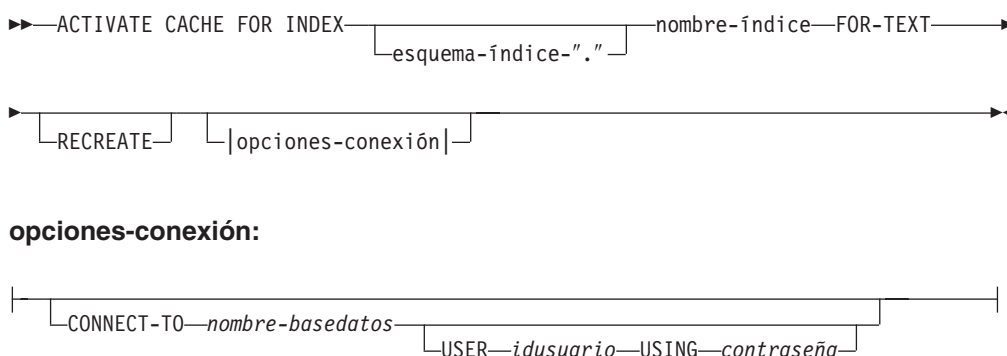 ACTIVATE CACHE FOR INDEX nombre-índice FOR-TEXT
esquema-índice-"."
RECREATE |opciones-conexión|
opciones-conexión:
CONNECT-TO nombre-basedatos
USER idusuario USING contraseña